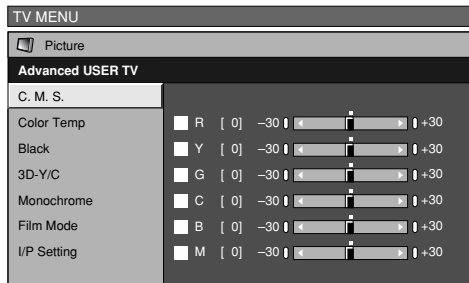 TV MENU
Picture
Advanced USER TV
C. M. S.
Color Temp R [ 0] –30 +30
Black Y [ 0] –30 +30
3D-Y/C G [ 0] –30 +30
Monochrome C [ 0] –30 +30
Film Mode B [ 0] –30 +30
I/P Setting M [ 0] –30 +30